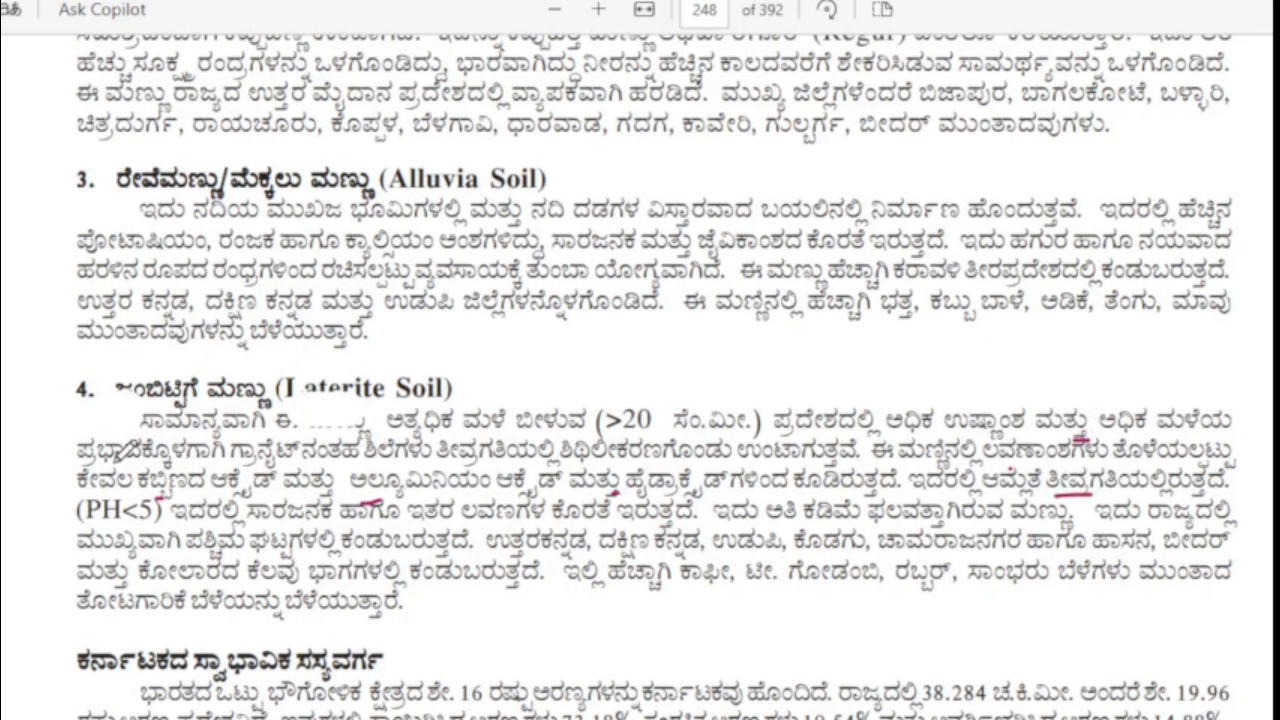 Ask Copilot
248 of 392
ಹೆಚ್ಚು ಸೂಕ್ಷ್ಮ ರಂದ್ರಗಳನ್ನು ಒಳಗೊಂಡಿದ್ದು, ಭಾರವಾಗಿದ್ದು ನೀರನ್ನು ಹೆಚ್ಚಿನ ಕಾಲದವರೆಗೆ ಶೇಕರಿಸಿಡುವ ಸಾಮರ್ಥ್ಯವನ್ನು ಒಳಗೊಂಡಿದೆ.
ಈ ಮಣ್ಣು ರಾಜ್ಯದ ಉತ್ತರ ಮೈದಾನ ಪ್ರದೇಶದಲ್ಲಿ ವ್ಯಾಪಕವಾಗಿ ಹರಡಿದೆ. ಮುಖ್ಯ ಜಿಲ್ಲೆಗಳೆಂದರೆ ಬಿಜಾಪುರ, ಬಾಗಲಕೋಟೆ, ಬಳ್ಳಾರಿ,
ಚಿತ್ರದುರ್ಗ, ರಾಯಚೂರು, ಕೊಪ್ಪಳ, ಬೆಳಗಾವಿ, ಧಾರವಾಡ, ಗದಗ, ಕಾವೇರಿ, ಗುಲ್ಬರ್ಗ, ಬೀದರ್ ಮುಂತಾದವುಗಳು.
3. ರೇವೆಮಣ್ಣು/ಮೆಕ್ಕಲು ಮಣ್ಣು (Alluvia Soil)
ಇದು ನದಿಯ ಮುಖಜ ಭೂಮಿಗಳಲ್ಲಿ ಮತ್ತು ನದಿ ದಡಗಳ ವಿಸ್ತಾರವಾದ ಬಯಲಿನಲ್ಲಿ ನಿರ್ಮಾಣ ಹೊಂದುತ್ತವೆ. ಇದರಲ್ಲಿ ಹೆಚ್ಚಿನ
ಪೋಟಾಷಿಯಂ, ರಂಜಕ ಹಾಗೂ ಕ್ಯಾಲ್ಸಿಯಂ ಅಂಶಗಳಿದ್ದು, ಸಾರಜನಕ ಮತ್ತು ಜೈವಿಕಾಂಶದ ಕೊರತೆ ಇರುತ್ತದೆ. ಇದು ಹಗುರ ಹಾಗೂ ನಯವಾದ
ಹರಳಿನ ರೂಪದ ರಂಧ್ರಗಳಿಂದ ರಚಿಸಲ್ಪಟ್ಟು ವ್ಯವಸಾಯಕ್ಕೆ ತುಂಬಾ ಯೋಗ್ಯವಾಗಿದೆ. ಈ ಮಣ್ಣು ಹೆಚ್ಚಾಗಿ ಕರಾವಳಿ ತೀರಪ್ರದೇಶದಲ್ಲಿ ಕಂಡುಬರುತ್ತದೆ.
ಉತ್ತರ ಕನ್ನಡ, ದಕ್ಷಿಣ ಕನ್ನಡ ಮತ್ತು ಉಡುಪಿ ಜಿಲ್ಲೆಗಳನ್ನೊಳಗೊಂಡಿದೆ. ಈ ಮಣ್ಣಿನಲ್ಲಿ ಹೆಚ್ಚಾಗಿ ಭತ್ತ, ಕಬ್ಬು ಬಾಳೆ, ಅಡಿಕೆ, ತೆಂಗು, ಮಾವು
ಮುಂತಾದವುಗಳನ್ನು ಬೆಳೆಯುತ್ತಾರೆ.
4. ಜಂಬಿಟ್ಟಿಗೆ ಮಣ್ಣು (Laterite Soil)
ಸಾಮಾನ್ಯವಾಗಿ ಈ ಅತ್ಯಧಿಕ ಮಳೆ ಬೀಳುವ (>20 ಸೆಂ.ಮೀ.) ಪ್ರದೇಶದಲ್ಲಿ ಅಧಿಕ ಉಷ್ಣಾಂಶ ಮತ್ತು ಅಧಿಕ ಮಳೆಯ
ಪ್ರಭಾವಕ್ಕೊಳಗಾಗಿ ಗ್ರಾನೈಟ್‌ನಂತಹ ಶಿಲೆಗಳು ತೀವ್ರಗತಿಯಲ್ಲಿ ಶಿಥಿಲೀಕರಣಗೊಂಡು ಉಂಟಾಗುತ್ತವೆ. ಈ ಮಣ್ಣಿನಲ್ಲಿ ಲವಣಾಂಶಗಳು ತೊಳೆಯಲ್ಪಟ್ಟು
ಕೇವಲ ಕಬ್ಬಿಣದ ಆಕ್ಸೈಡ್ ಮತ್ತು ಅಲ್ಯೂಮಿನಿಯಂ ಆಕ್ಸೈಡ್ ಮತ್ತು ಹೈಡ್ರಾಕ್ಸೈಡ್‌ಗಳಿಂದ ಕೂಡಿರುತ್ತದೆ. ಇದರಲ್ಲಿ ಆಮ್ಲತೆ ತೀವ್ರಗತಿಯಲ್ಲಿರುತ್ತದೆ.
(PH<5) ಇದರಲ್ಲಿ ಸಾರಜನಕ ಹಾಗೂ ಇತರ ಲವಣಗಳ ಕೊರತೆ ಇರುತ್ತದೆ. ಇದು ಅತಿ ಕಡಿಮೆ ಫಲವತ್ತಾಗಿರುವ ಮಣ್ಣು. ಇದು ರಾಜ್ಯದಲ್ಲಿ
ಮುಖ್ಯವಾಗಿ ಪಶ್ಚಿಮ ಘಟ್ಟಗಳಲ್ಲಿ ಕಂಡುಬರುತ್ತದೆ. ಉತ್ತರಕನ್ನಡ, ದಕ್ಷಿಣ ಕನ್ನಡ, ಉಡುಪಿ, ಕೊಡಗು, ಚಾಮರಾಜನಗರ ಹಾಗೂ ಹಾಸನ, ಬೀದರ್
ಮತ್ತು ಕೋಲಾರದ ಕೆಲವು ಭಾಗಗಳಲ್ಲಿ ಕಂಡುಬರುತ್ತದೆ. ಇಲ್ಲಿ ಹೆಚ್ಚಾಗಿ ಕಾಫೀ, ಟೀ. ಗೋಡಂಬಿ, ರಬ್ಬರ್, ಸಾಂಭರು ಬೆಳೆಗಳು ಮುಂತಾದ
ತೋಟಗಾರಿಕೆ ಬೆಳೆಯನ್ನು ಬೆಳೆಯುತ್ತಾರೆ.
ಕರ್ನಾಟಕದ ಸ್ವಾಭಾವಿಕ ಸಸ್ಯವರ್ಗ
ಭಾರತದ ಒಟ್ಟು ಭೌಗೋಳಿಕ ಕ್ಷೇತ್ರದ ಶೇ. 16 ರಷ್ಟು ಅರಣ್ಯಗಳನ್ನು ಕರ್ನಾಟಕವು ಹೊಂದಿದೆ. ರಾಜ್ಯದಲ್ಲಿ 38.284 ಚ.ಕಿ.ಮೀ. ಅಂದರೆ ಶೇ. 19.96